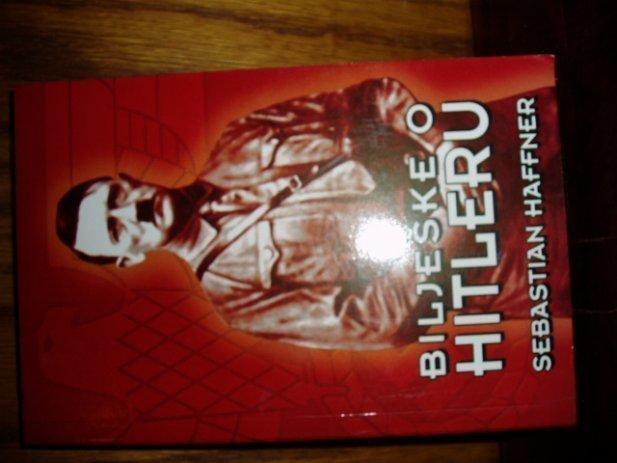 BILJEŠKE O
HITLERU
SEBASTIAN HAFFNER